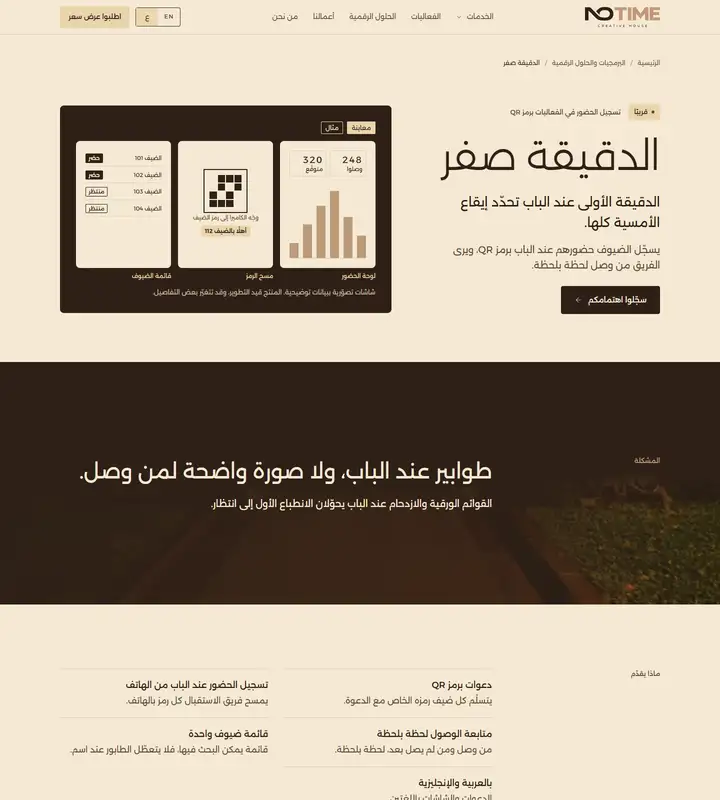 NOTIME
CREATIVE HOUSE
الخدمات
الفعاليات
الحلول الرقمية
أعمالنا
من نحن
EN
ع
اطلبوا عرض سعر
الرئيسية / البرمجيات والحلول الرقمية / الدقيقة صفر
قريبًا
تسجيل الحضور في الفعاليات برمز QR
الدقيقة صفر
الدقيقة الأولى عند الباب تحدّد إيقاع
الأمسية كلها.
يسجّل الضيوف حضورهم عند الباب برمز QR، ويرى
الفريق من وصل لحظة بلحظة.
سجّلوا اهتمامكم ←
معاينة
مثال
248
وصلوا
320
متوقع
لوحة الحضور
وجّه الكاميرا إلى رمز الضيف
أهلًا بالضيف 112
مسح الرمز
الضيف 101 حضر
الضيف 102 حضر
الضيف 103 منتظر
الضيف 104 منتظر
قائمة الضيوف
شاشات تصوّرية ببيانات توضيحية. المنتج قيد التطوير، وقد تتغيّر بعض التفاصيل.
المشكلة
طوابير عند الباب، ولا صورة واضحة لمن وصل.
القوائم الورقية والازدحام عند الباب يحوّلان الانطباع الأول إلى انتظار.
ماذا يقدّم
دعوات برمز QR
يتسلّم كل ضيف رمزه الخاص مع الدعوة.
تسجيل الحضور عند الباب من الهاتف
يمسح فريق الاستقبال كل رمز بالهاتف.
متابعة الوصول لحظة بلحظة
من وصل ومن لم يصل بعد، لحظة بلحظة.
قائمة ضيوف واحدة
قائمة يمكن البحث فيها، فلا يتعطّل الطابور عند اسم.
بالعربية والإنجليزية
الدعوات والشاشات باللغتين.